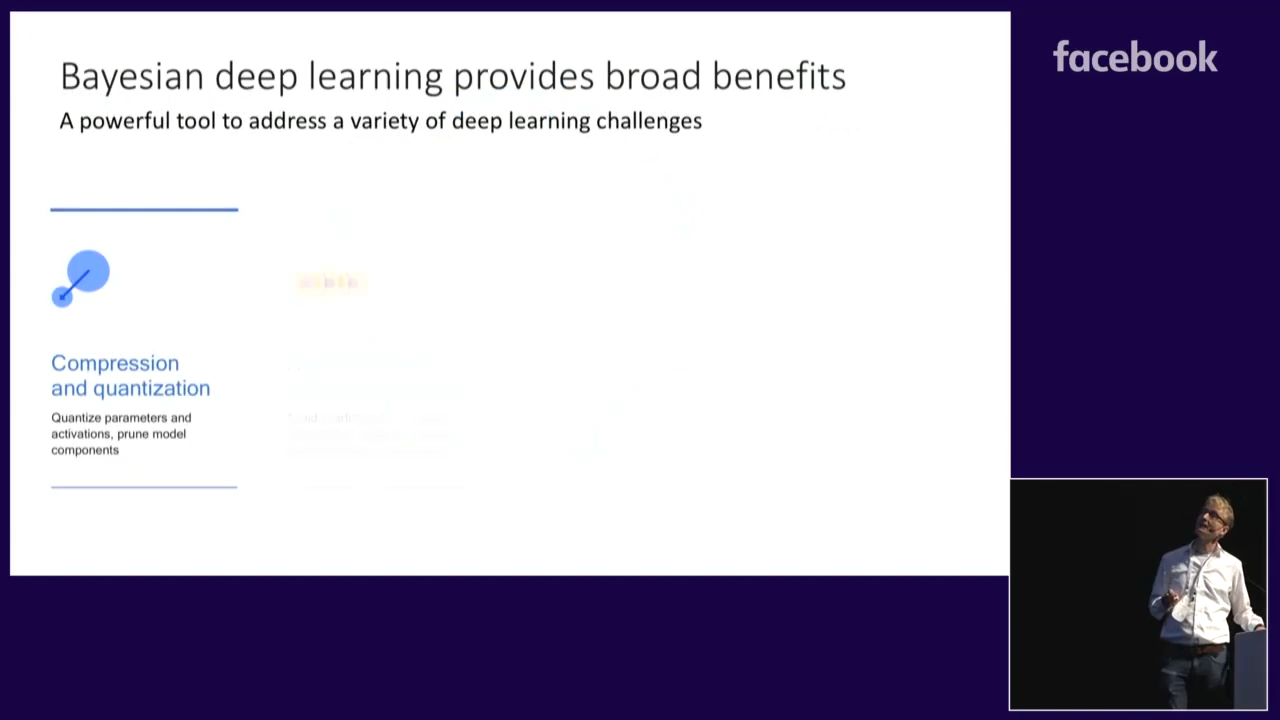 Bayesian deep learning provides broad benefits
A powerful tool to address a variety of deep learning challenges
facebook
Compression
and quantization
Quantize parameters and
activations, prune model
components